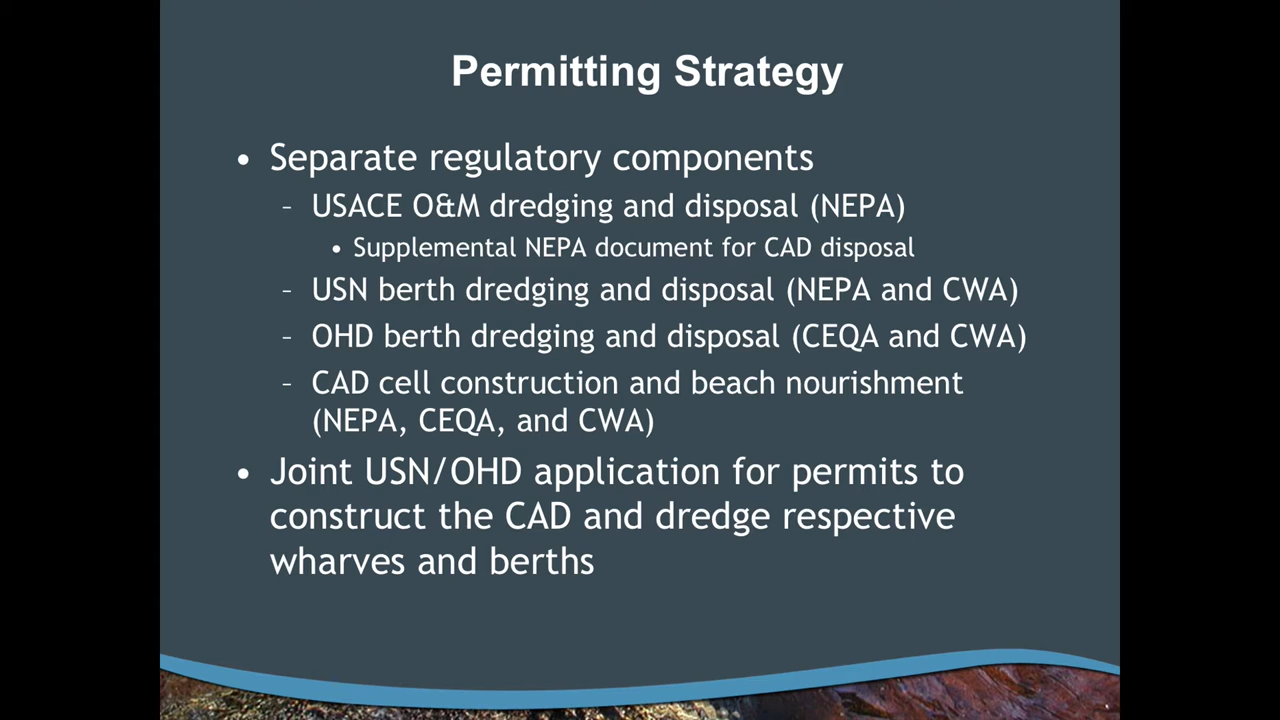 Permitting Strategy
• Separate regulatory components
– USACE O&M dredging and disposal (NEPA)
• Supplemental NEPA document for CAD disposal
– USN berth dredging and disposal (NEPA and CWA)
– OHD berth dredging and disposal (CEQA and CWA)
– CAD cell construction and beach nourishment
(NEPA, CEQA, and CWA)
• Joint USN/OHD application for permits to
construct the CAD and dredge respective
wharves and berths